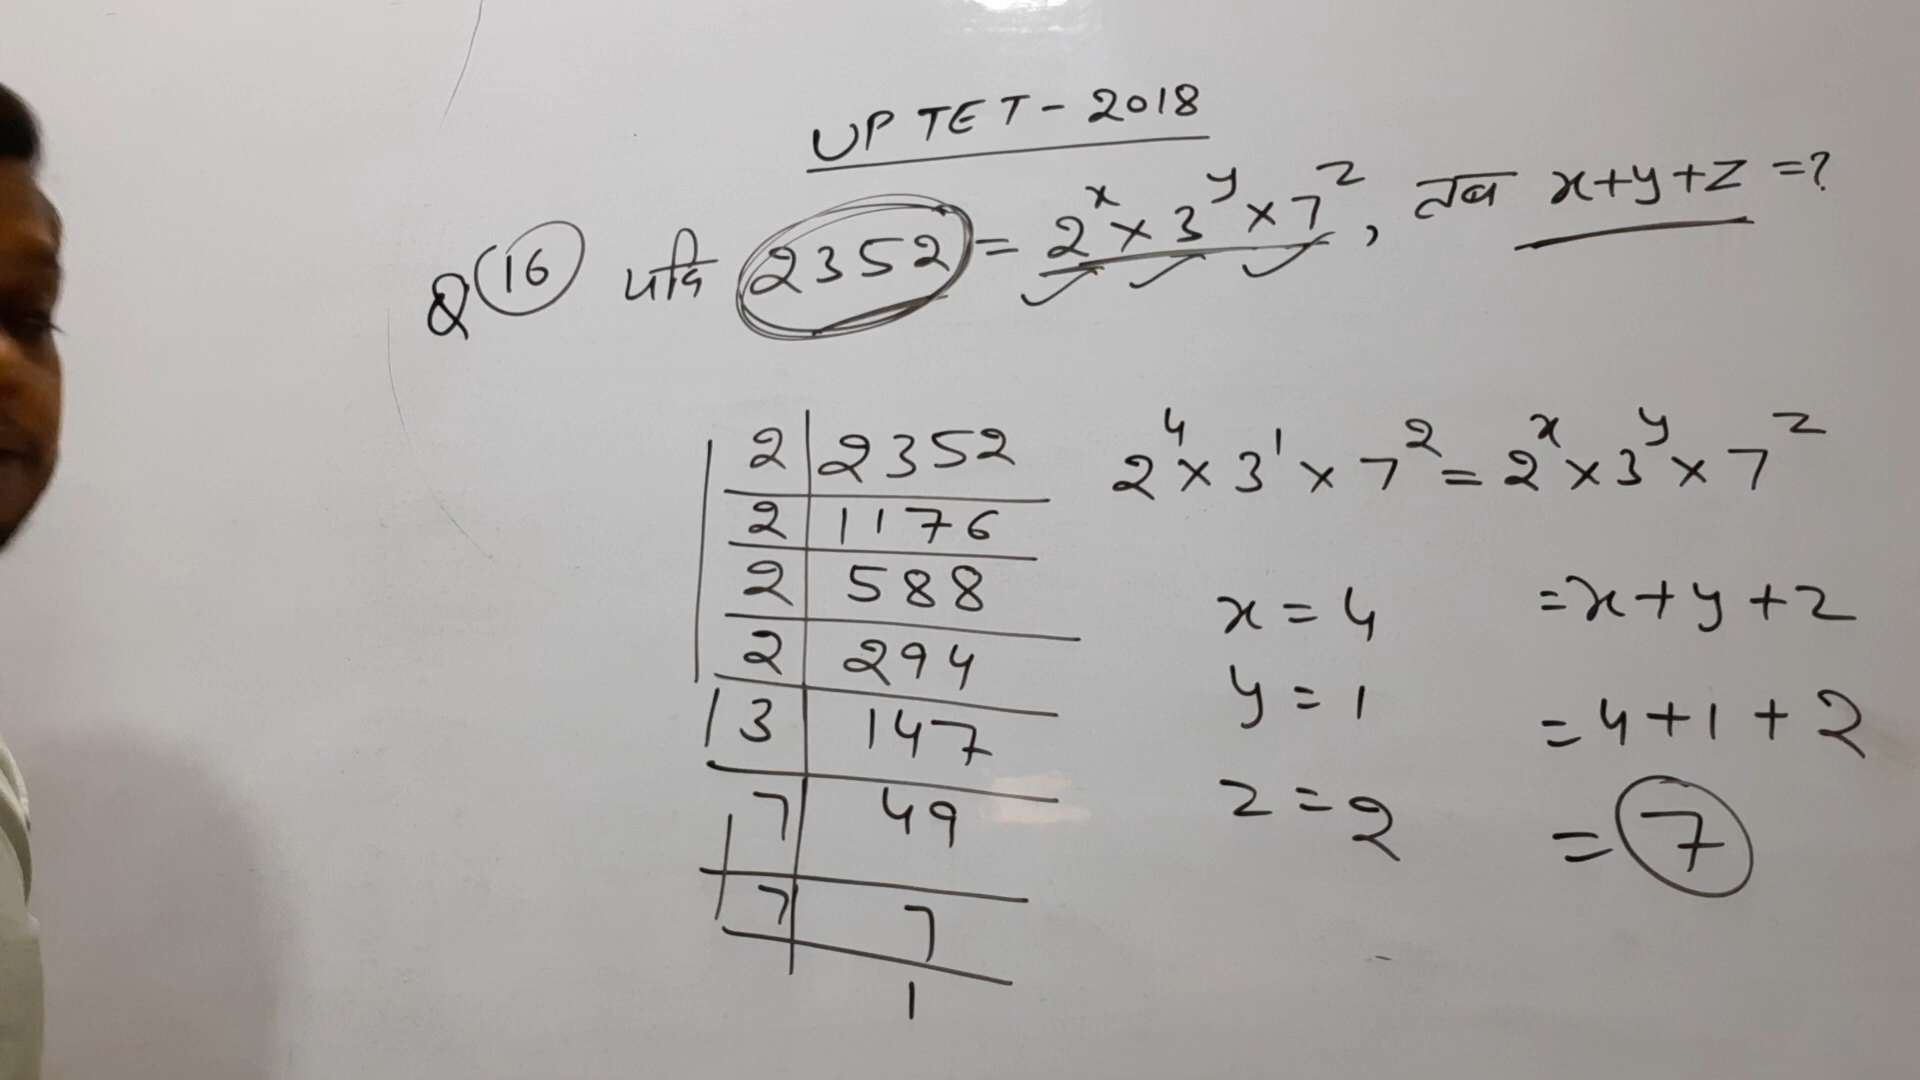 UP TET - 2018
Q 16 यदि 2352 = 2^x × 3^y × 7^z, तब x+y+z = ?
2 | 2352
2 | 1176
2 | 588
2 | 294
3 | 147
7 | 49
7 | 7
1
2^4 × 3^1 × 7^2 = 2^x × 3^y × 7^z
x = 4
y = 1
z = 2
= x + y + z
= 4 + 1 + 2
= 7